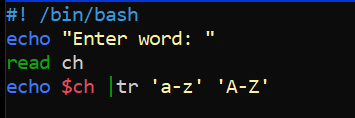 #! /bin/bash
echo "Enter word: "
read ch
echo $ch |tr 'a-z' 'A-Z'